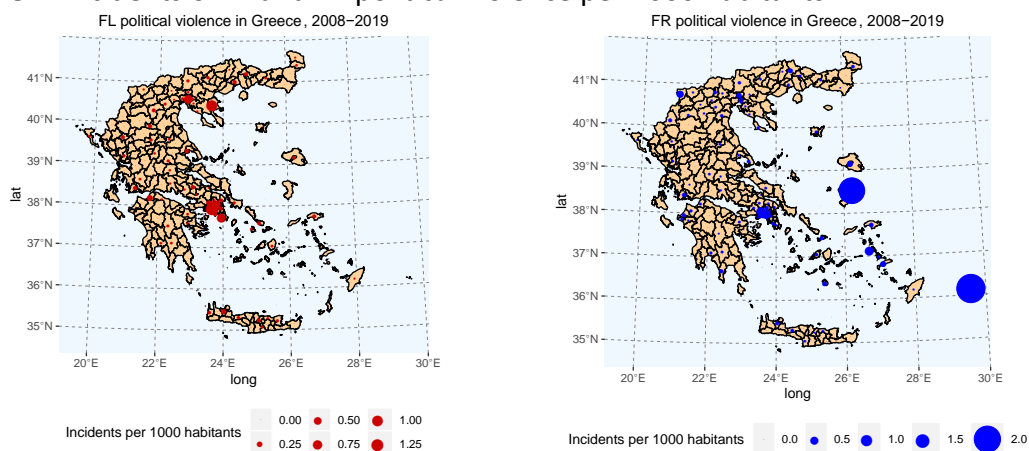 FL political violence in Greece, 2008−2019
41°N
40°N
39°N
38°N
37°N
36°N
35°N
lat
20°E
22°E
24°E
26°E
28°E
30°E
long
Incidents per 1000 habitants
0.00
0.50
1.00
0.25
0.75
1.25
FR political violence in Greece, 2008−2019
41°N
40°N
39°N
38°N
37°N
36°N
35°N
lat
20°E
22°E
24°E
26°E
28°E
30°E
long
Incidents per 1000 habitants
0.0
0.5
1.0
1.5
2.0